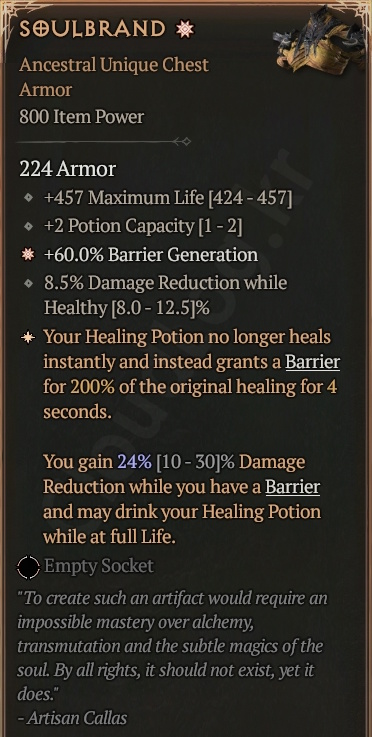 SOULBRAND
Ancestral Unique Chest
Armor
800 Item Power
224 Armor
+457 Maximum Life [424 - 457]
+2 Potion Capacity [1 - 2]
+60.0% Barrier Generation
8.5% Damage Reduction while
Healthy [8.0 - 12.5]%
Your Healing Potion no longer heals
instantly and instead grants a Barrier
for 200% of the original healing for 4
seconds.
You gain 24% [10 - 30]% Damage
Reduction while you have a Barrier
and may drink your Healing Potion
while at full Life.
Empty Socket
"To create such an artifact would require an
impossible mastery over alchemy,
transmutation and the subtle magics of the
soul. By all rights, it should not exist, yet it
does."
- Artisan Callas